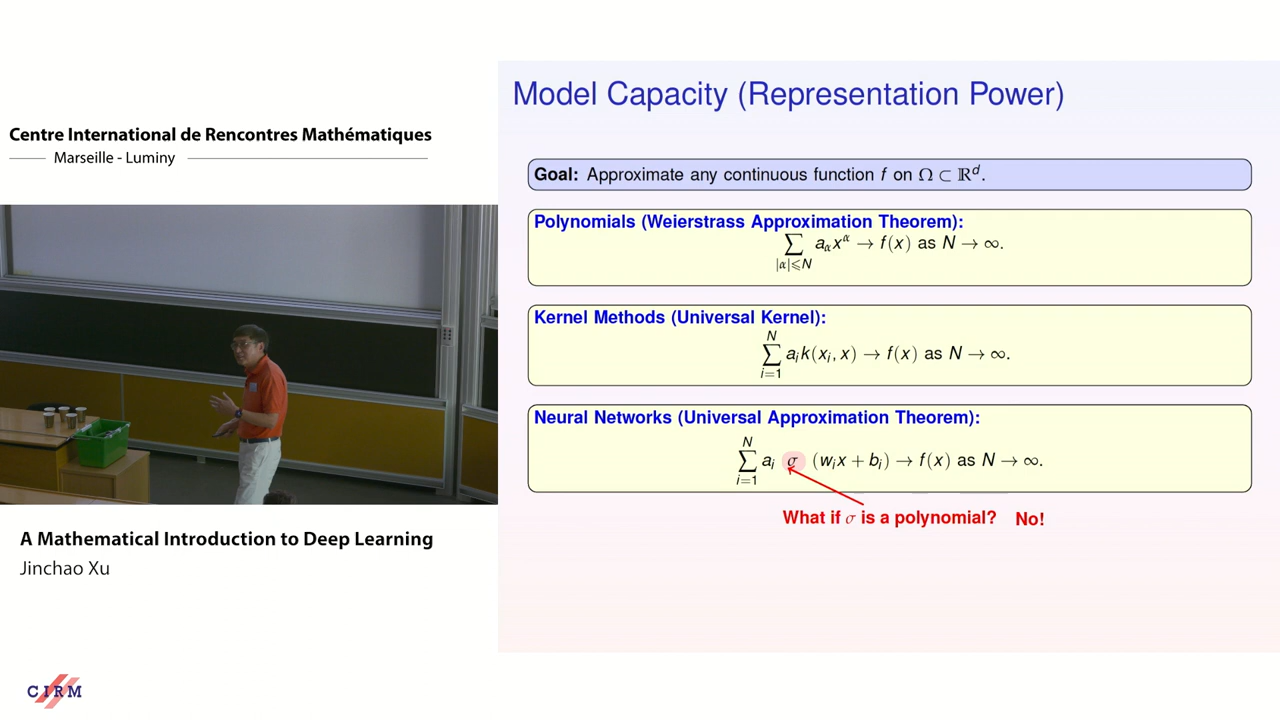 Centre International de Rencontres Mathématiques
Marseille - Luminy
A Mathematical Introduction to Deep Learning
Jinchao Xu
CIRM
Model Capacity (Representation Power)
Goal: Approximate any continuous function f on Ω ⊂ ℝᵈ.
Polynomials (Weierstrass Approximation Theorem):
∑_{|α|⩽N} a_α x^α → f(x) as N → ∞.
Kernel Methods (Universal Kernel):
∑_{i=1}^{N} a_i k(x_i, x) → f(x) as N → ∞.
Neural Networks (Universal Approximation Theorem):
∑_{i=1}^{N} a_i σ (w_i x + b_i) → f(x) as N → ∞.
What if σ is a polynomial? No!